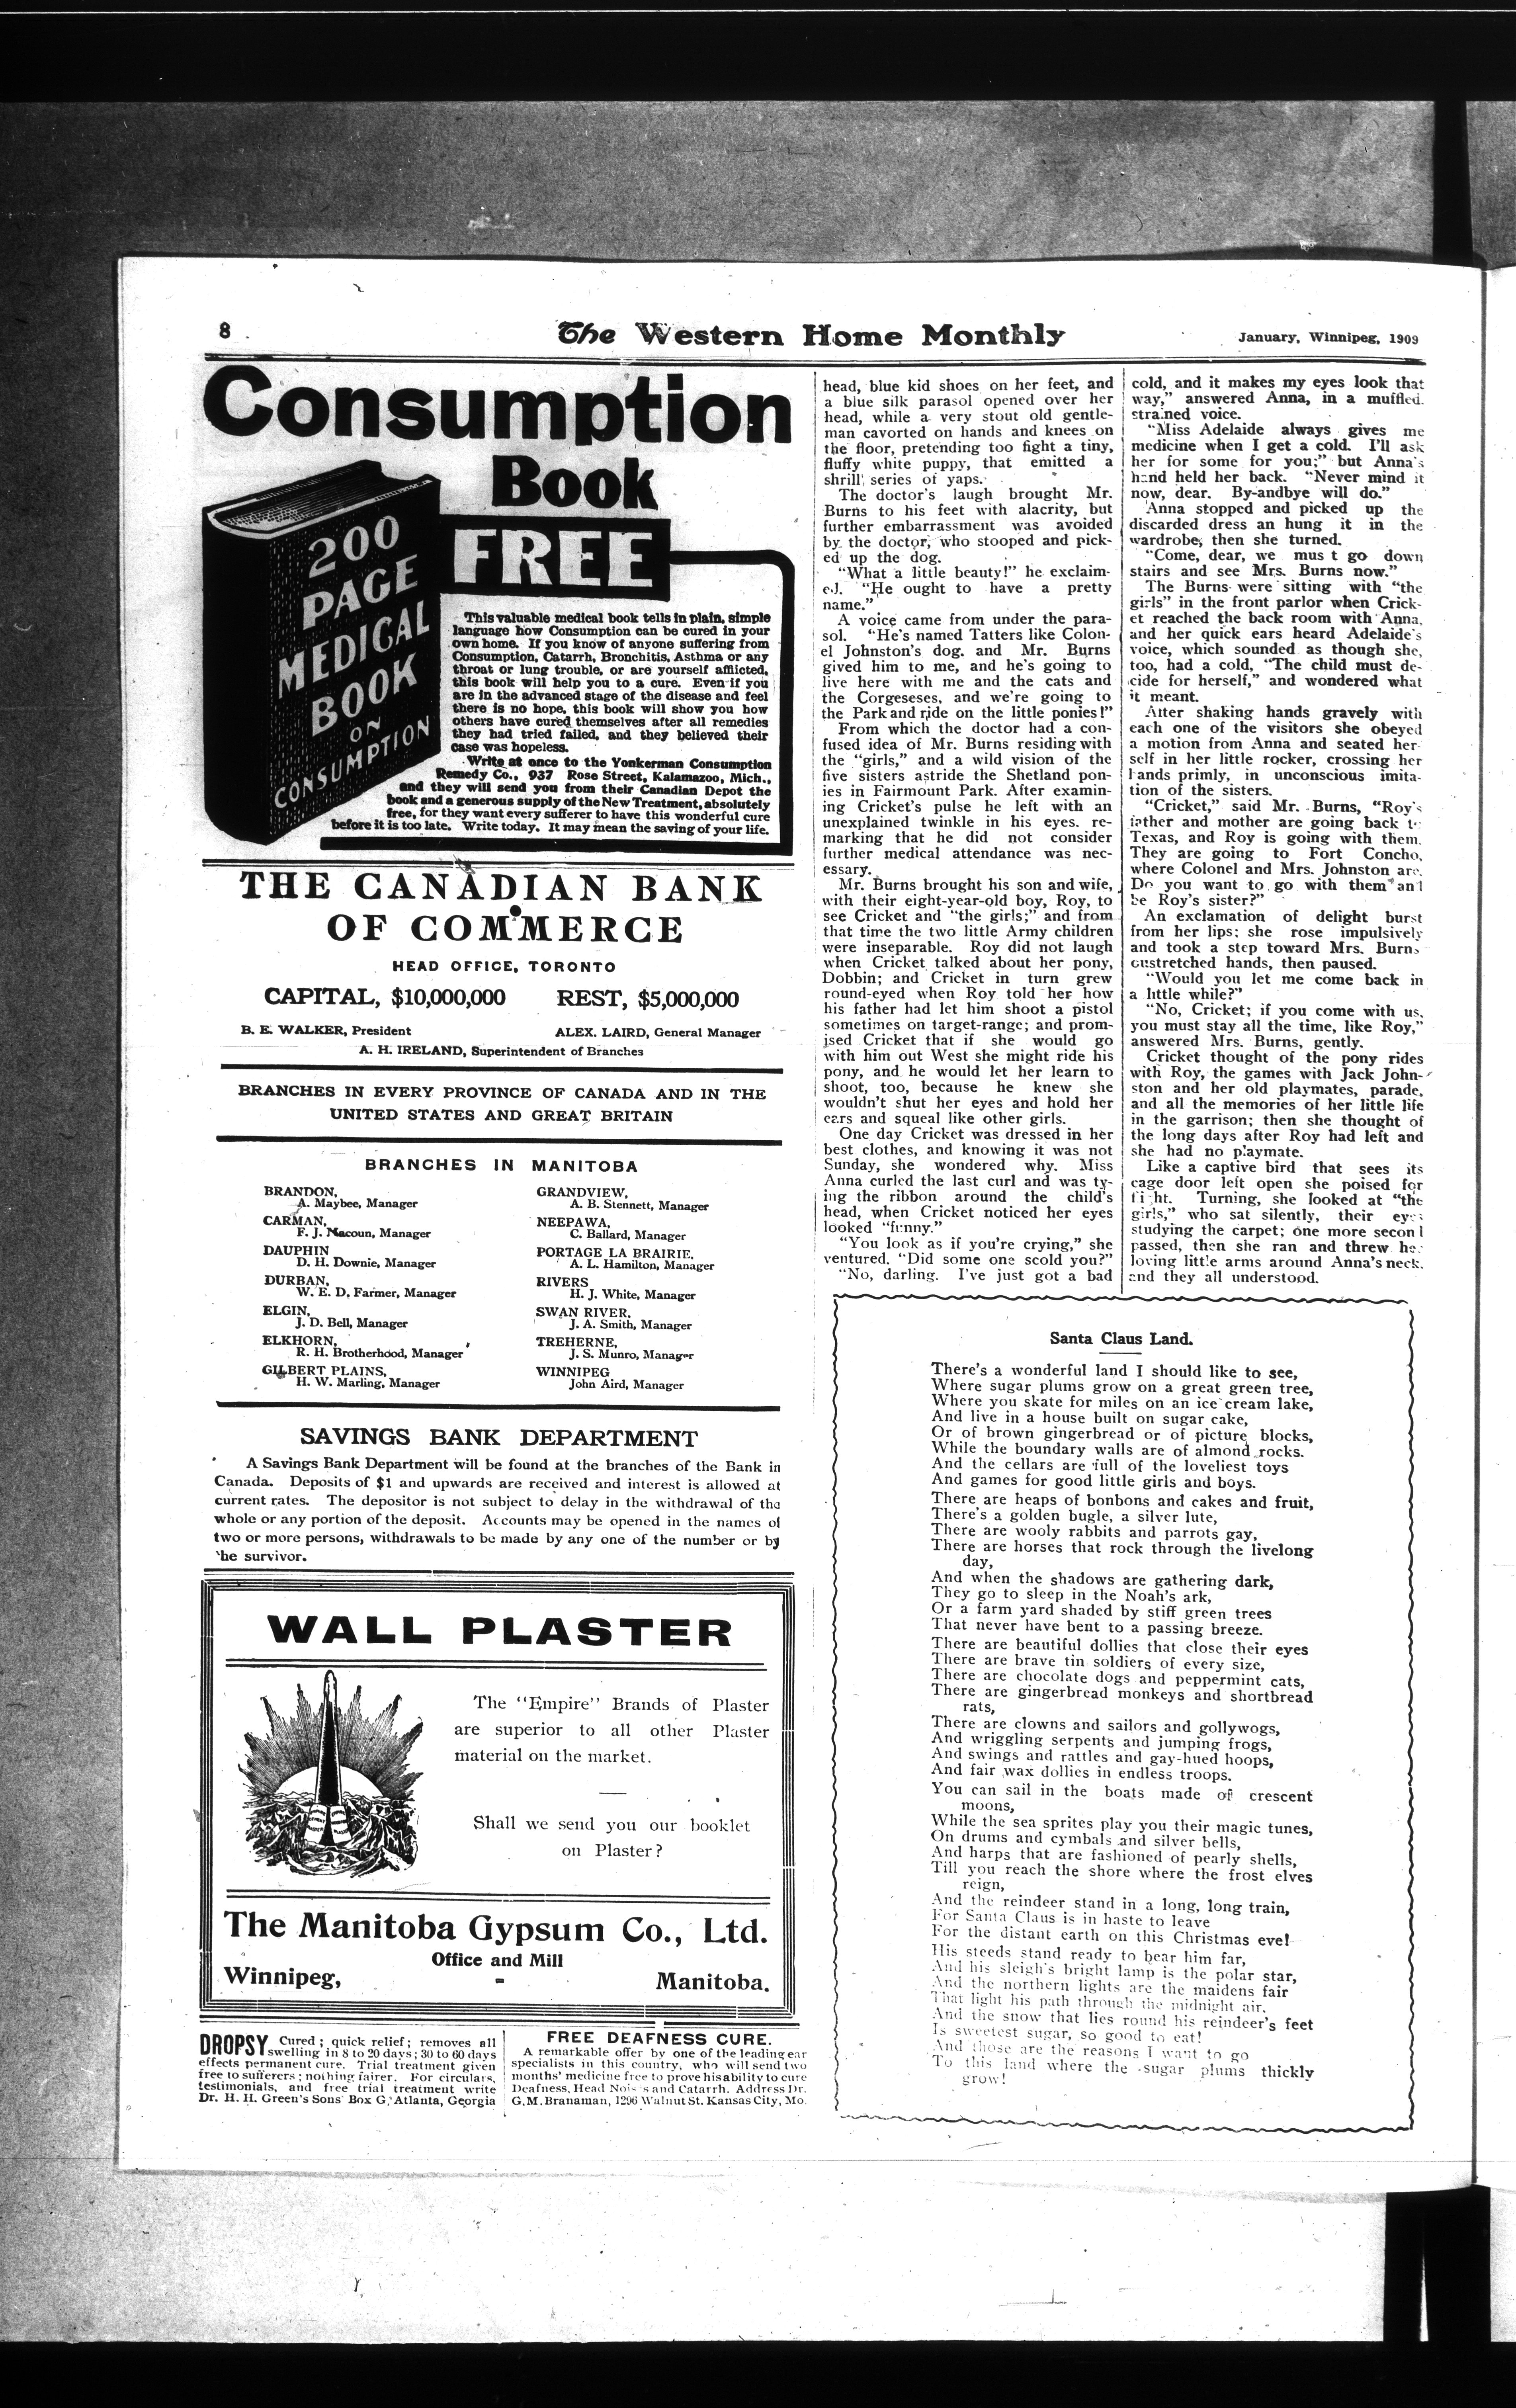 8
The Western Home Monthly
January, Winnipeg, 1909
Consumption
Book
FREE
200
PAGE
MEDICAL
BOOK
ON
CONSUMPTION
This valuable medical book tells in plain, simple
language how Consumption can be cured in your
own home. If you know of anyone suffering from
Consumption, Catarrh, Bronchitis, Asthma or any
throat or lung trouble, or are yourself afflicted,
this book will help you to a cure. Even if you
are in the advanced stage of the disease and feel
there is no hope, this book will show you how
others have cured themselves after all remedies
they had tried failed, and they believed their
case was hopeless.
Write at once to the Yonkerman Consumption
Remedy Co., 937 Rose Street, Kalamazoo, Mich.,
and they will send you from their Canadian Depot the
book and a generous supply of the New Treatment, absolutely
free, for they want every sufferer to have this wonderful cure
before it is too late. Write today. It may mean the saving of your life.
THE CANADIAN BANK
OF COMMERCE
HEAD OFFICE, TORONTO
CAPITAL, $10,000,000 REST, $5,000,000
B. E. WALKER, President ALEX. LAIRD, General Manager
A. H. IRELAND, Superintendent of Branches
BRANCHES IN EVERY PROVINCE OF CANADA AND IN THE
UNITED STATES AND GREAT BRITAIN
BRANCHES IN MANITOBA
BRANDON,
A. Maybee, Manager
CARMAN,
F. J. Macoun, Manager
DAUPHIN
D. H. Downie, Manager
DURBAN,
W. E. D. Farmer, Manager
ELGIN,
J. D. Bell, Manager
ELKHORN,
R. H. Brotherhood, Manager
GILBERT PLAINS,
H. W. Marling, Manager
GRANDVIEW,
A. B. Stennett, Manager
NEEPAWA,
C. Ballard, Manager
PORTAGE LA BRAIRIE,
A. L. Hamilton, Manager
RIVERS
H. J. White, Manager
SWAN RIVER,
J. A. Smith, Manager
TREHERNE,
J. S. Munro, Manager
WINNIPEG
John Aird, Manager
SAVINGS BANK DEPARTMENT
A Savings Bank Department will be found at the branches of the Bank in
Canada. Deposits of $1 and upwards are received and interest is allowed at
current rates. The depositor is not subject to delay in the withdrawal of the
whole or any portion of the deposit. Accounts may be opened in the names of
two or more persons, withdrawals to be made by any one of the number or by
'he survivor.
WALL PLASTER
The "Empire" Brands of Plaster
are superior to all other Plaster
material on the market.
Shall we send you our booklet
on Plaster?
The Manitoba Gypsum Co., Ltd.
Office and Mill
Winnipeg, - Manitoba.
DROPSY Cured; quick relief; removes all
swelling in 8 to 20 days; 30 to 60 days
effects permanent cure. Trial treatment given
free to sufferers; nothing fairer. For circulars,
testimonials, and free trial treatment write
Dr. H. H. Green's Sons Box G, Atlanta, Georgia
FREE DEAFNESS CURE.
A remarkable offer by one of the leading ear
specialists in this country, who will send two
months' medicine free to prove his ability to cure
Deafness, Head Noises and Catarrh. Address Dr.
G. M. Branaman, 1296 Walnut St. Kansas City, Mo.
head, blue kid shoes on her feet, and
a blue silk parasol opened over her
head, while a very stout old gentle-
man cavorted on hands and knees on
the floor, pretending too fight a tiny,
fluffy white puppy, that emitted a
shrill series of yaps.
The doctor's laugh brought Mr.
Burns to his feet with alacrity, but
further embarrassment was avoided
by the doctor, who stooped and pick-
ed up the dog.
"What a little beauty!" he exclaim-
ed. "He ought to have a pretty
name."
A voice came from under the para-
sol. "He's named Tatters like Colon-
el Johnston's dog. and Mr. Burns
gived him to me, and he's going to
live here with me and the cats and
the Corgeseses, and we're going to
the Park and ride on the little ponies!"
From which the doctor had a con-
fused idea of Mr. Burns residing with
the "girls," and a wild vision of the
five sisters astride the Shetland pon-
ies in Fairmount Park. After examin-
ing Cricket's pulse he left with an
unexplained twinkle in his eyes. re-
marking that he did not consider
further medical attendance was nec-
essary.
Mr. Burns brought his son and wife,
with their eight-year-old boy, Roy, to
see Cricket and "the girls;" and from
that time the two little Army children
were inseparable. Roy did not laugh
when Cricket talked about her pony,
Dobbin; and Cricket in turn grew
round-eyed when Roy told her how
his father had let him shoot a pistol
sometimes on target-range; and prom-
ised Cricket that if she would go
with him out West she might ride his
pony, and he would let her learn to
shoot, too, because he knew she
wouldn't shut her eyes and hold her
ears and squeal like other girls.
One day Cricket was dressed in her
best clothes, and knowing it was not
Sunday, she wondered why. Miss
Anna curled the last curl and was ty-
ing the ribbon around the child's
head, when Cricket noticed her eyes
looked "funny."
"You look as if you're crying," she
ventured. "Did some one scold you?"
"No, darling. I've just got a bad
cold, and it makes my eyes look that
way," answered Anna, in a muffled.
strained voice.
"Miss Adelaide always gives me
medicine when I get a cold. I'll ask
her for some for you;" but Anna's
hand held her back. "Never mind it
now, dear. By-andbye will do."
Anna stopped and picked up the
discarded dress an hung it in the
wardrobe; then she turned.
"Come, dear, we mus t go down
stairs and see Mrs. Burns now."
The Burns were sitting with "the
girls" in the front parlor when Crick-
et reached the back room with Anna,
and her quick ears heard Adelaide's
voice, which sounded as though she,
too, had a cold, "The child must de-
cide for herself," and wondered what
it meant.
After shaking hands gravely with
each one of the visitors she obeyed
a motion from Anna and seated her-
self in her little rocker, crossing her
hands primly, in unconscious imita-
tion of the sisters.
"Cricket," said Mr. Burns, "Roy's
father and mother are going back to
Texas, and Roy is going with them.
They are going to Fort Concho,
where Colonel and Mrs. Johnston are.
Do you want to go with them and
be Roy's sister?"
An exclamation of delight burst
from her lips; she rose impulsively
and took a step toward Mrs. Burns
oustretched hands, then paused.
"Would you let me come back in
a little while?"
"No, Cricket; if you come with us,
you must stay all the time, like Roy,"
answered Mrs. Burns, gently.
Cricket thought of the pony rides
with Roy, the games with Jack John-
ston and her old playmates, parade,
and all the memories of her little life
in the garrison; then she thought of
the long days after Roy had left and
she had no playmate.
Like a captive bird that sees its
cage door left open she poised for
flight. Turning, she looked at "the
girls," who sat silently, their eyes
studying the carpet; one more second
passed, then she ran and threw her
loving little arms around Anna's neck.
and they all understood.
Santa Claus Land.
There's a wonderful land I should like to see,
Where sugar plums grow on a great green tree,
Where you skate for miles on an ice cream lake,
And live in a house built on sugar cake,
Or of brown gingerbread or of picture blocks,
While the boundary walls are of almond rocks.
And the cellars are full of the loveliest toys
And games for good little girls and boys.
There are heaps of bonbons and cakes and fruit,
There's a golden bugle, a silver lute,
There are wooly rabbits and parrots gay,
There are horses that rock through the livelong
day,
And when the shadows are gathering dark,
They go to sleep in the Noah's ark,
Or a farm yard shaded by stiff green trees
That never have bent to a passing breeze.
There are beautiful dollies that close their eyes
There are brave tin soldiers of every size,
There are chocolate dogs and peppermint cats,
There are gingerbread monkeys and shortbread
rats,
There are clowns and sailors and gollywogs,
And wriggling serpents and jumping frogs,
And swings and rattles and gay-hued hoops,
And fair wax dollies in endless troops.
You can sail in the boats made of crescent
moons,
While the sea sprites play you their magic tunes,
On drums and cymbals and silver bells,
And harps that are fashioned of pearly shells,
Till you reach the shore where the frost elves
reign,
And the reindeer stand in a long, long train,
For Santa Claus is in haste to leave
For the distant earth on this Christmas eve!
His steeds stand ready to bear him far,
And his sleigh's bright lamp is the polar star,
And the northern lights are the maidens fair
That light his path through the midnight air.
And the snow that lies round his reindeer's feet
Is sweetest sugar, so good to eat!
And those are the reasons I want to go
To this land where the sugar plums thickly
grow!